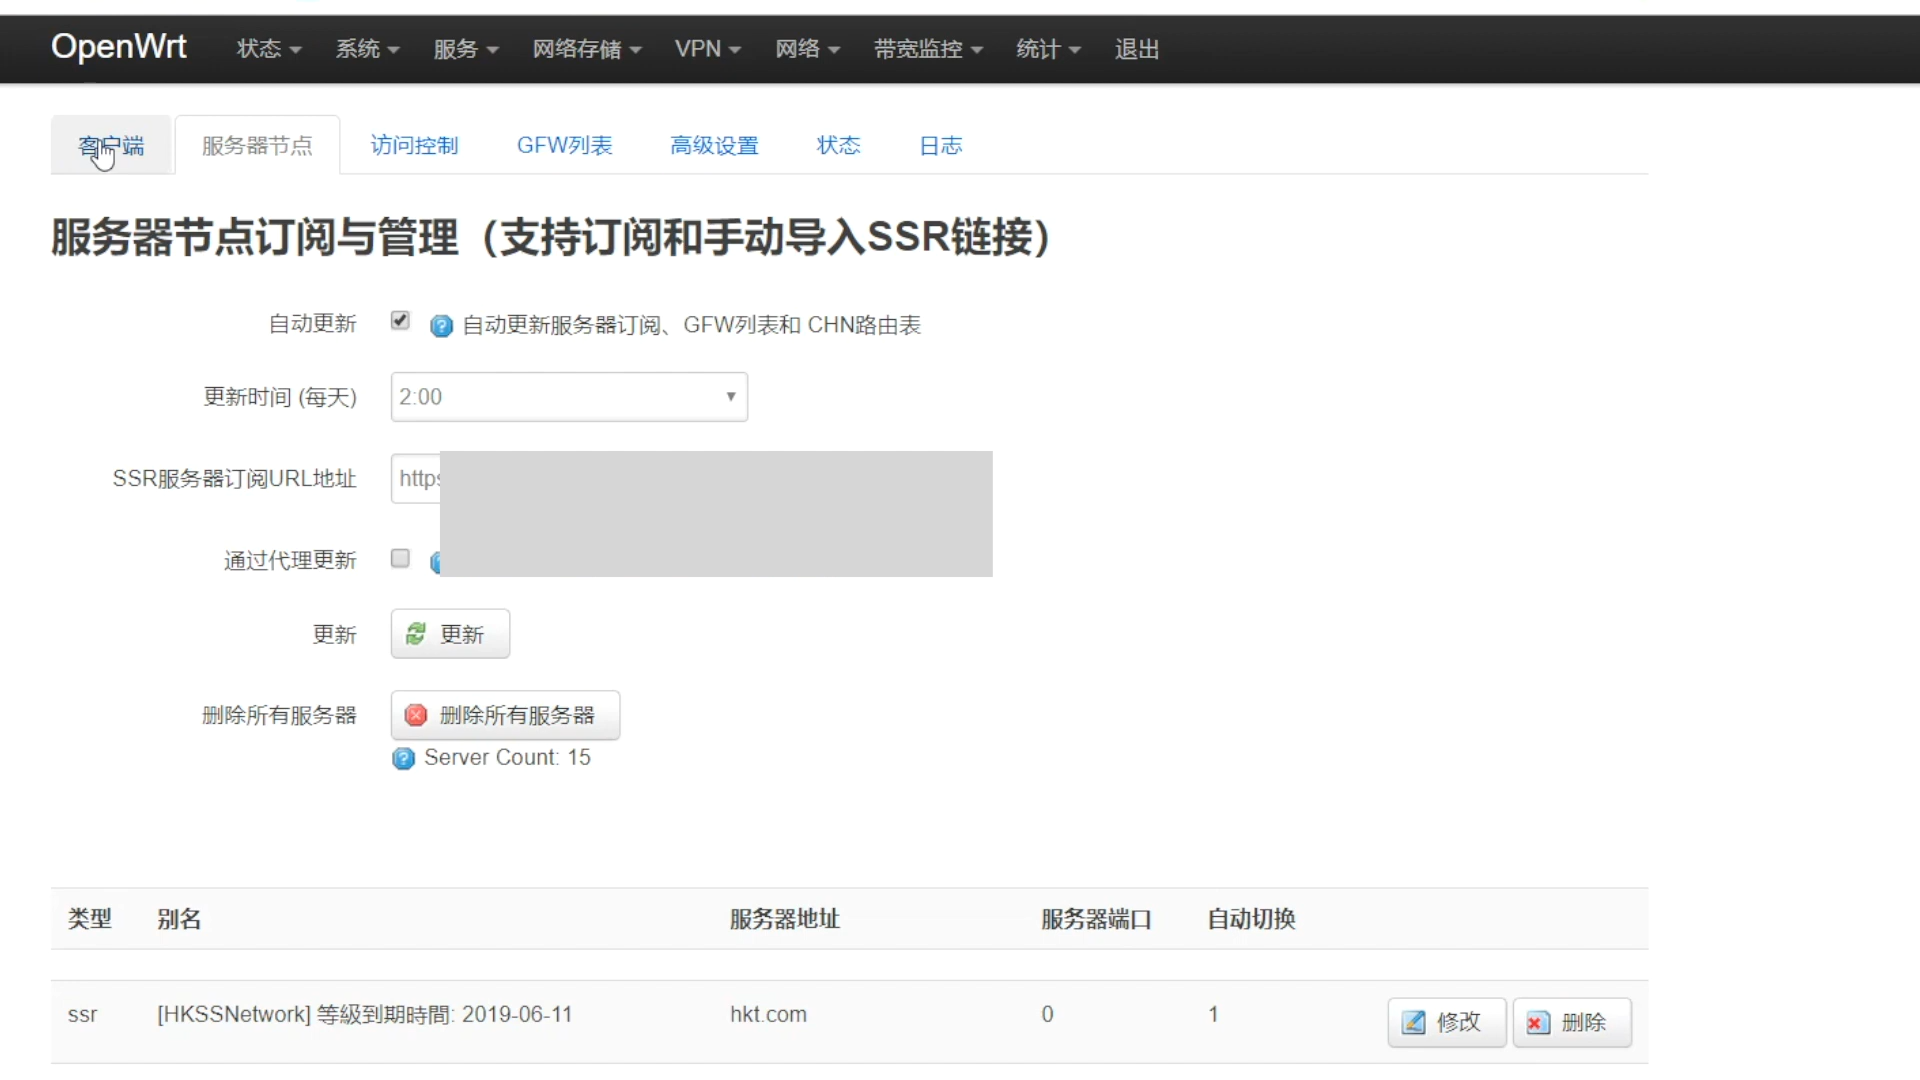 OpenWrt 状态 系统 服务 网络存储 VPN 网络 带宽监控 统计 退出
客户端 服务器节点 访问控制 GFW列表 高级设置 状态 日志
服务器节点订阅与管理（支持订阅和手动导入SSR链接）
自动更新 自动更新服务器订阅、GFW列表和 CHN路由表
更新时间 (每天) 2:00
SSR服务器订阅URL地址 https
通过代理更新
更新 更新
删除所有服务器 删除所有服务器
Server Count: 15
类型 别名 服务器地址 服务器端口 自动切换
ssr [HKSSNetwork] 等級到期時間: 2019-06-11 hkt.com 0 1 修改 删除